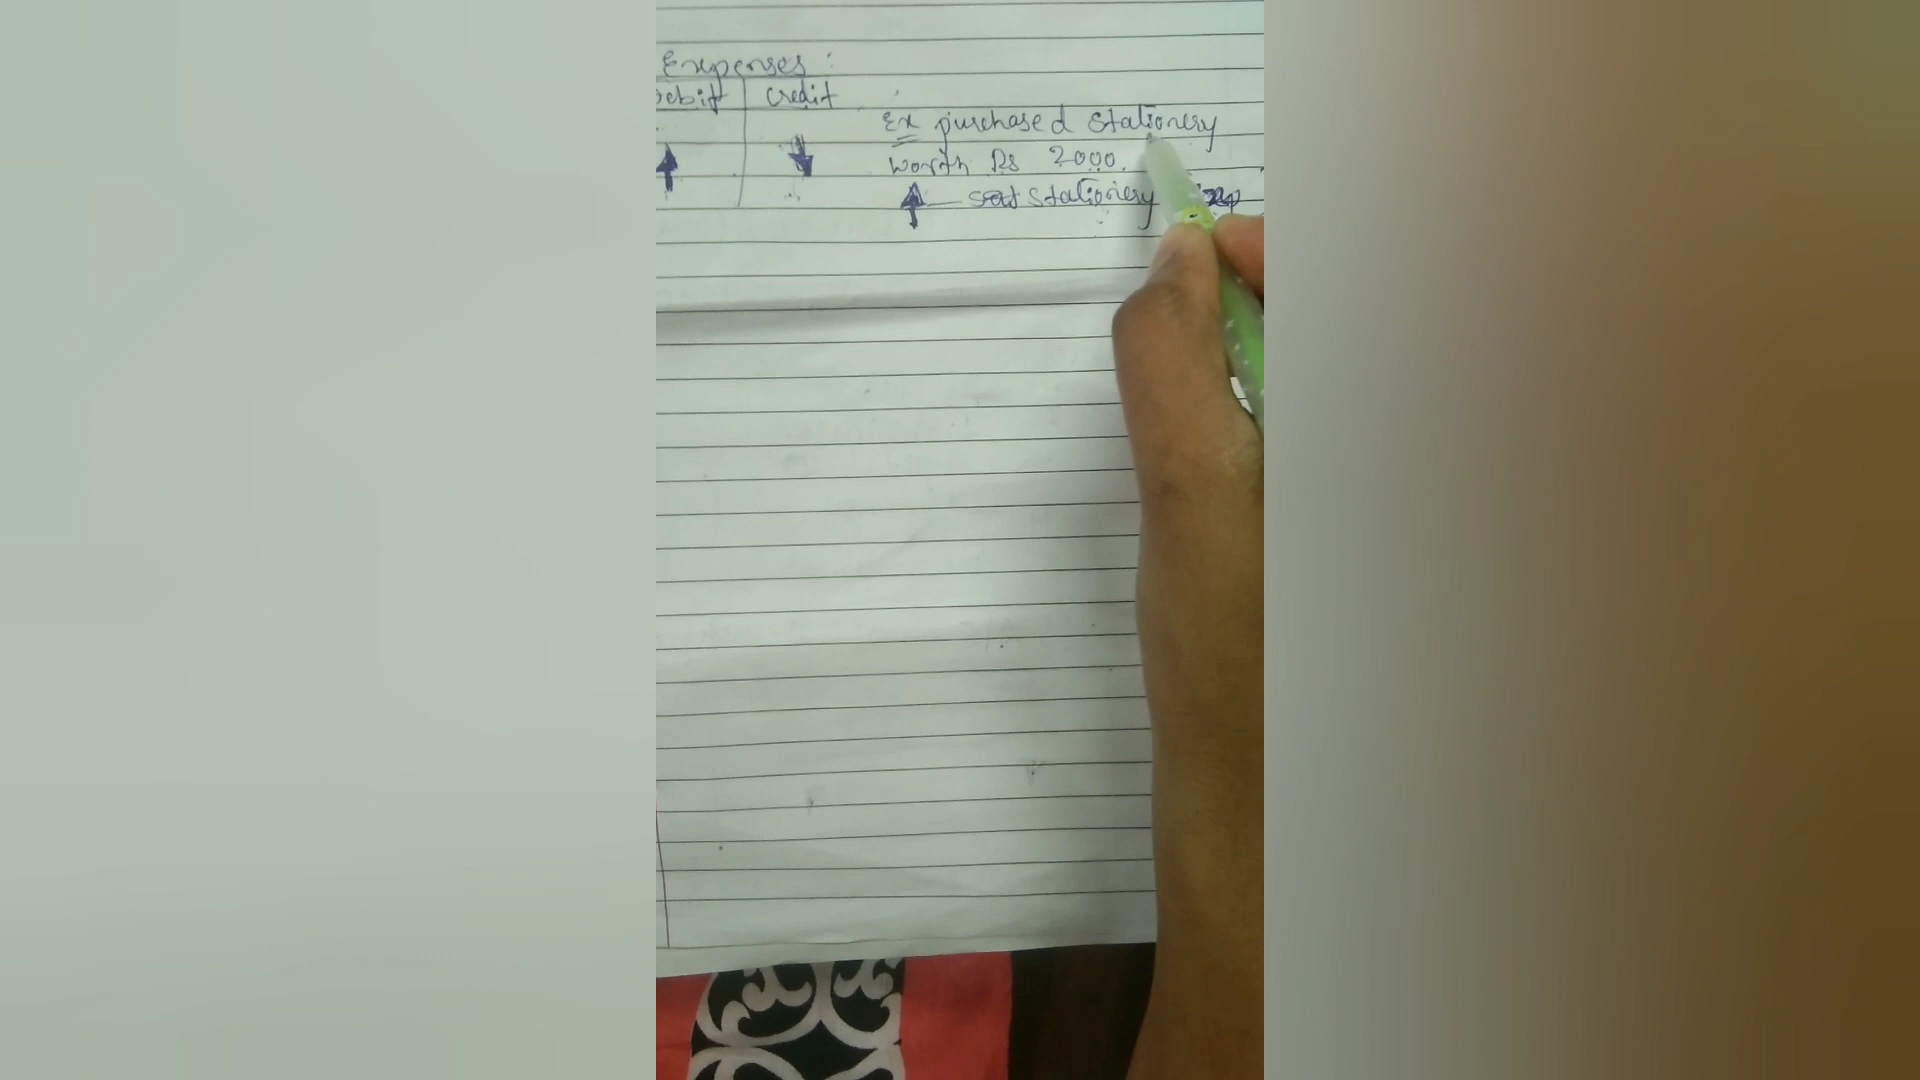 Expenses :
Debit Credit
Ex purchased Stationery
worth Rs 2000.
↑ — Stationery